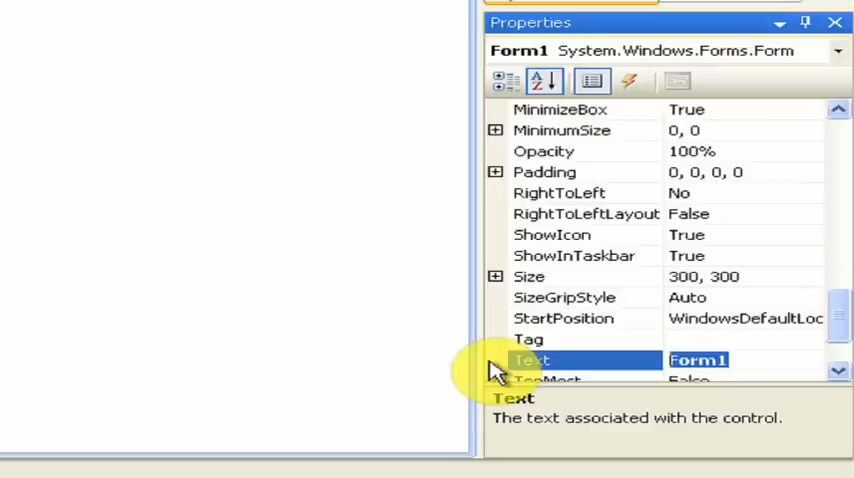 Properties
Form1 System.Windows.Forms.Form
MinimizeBox True
MinimumSize 0, 0
Opacity 100%
Padding 0, 0, 0, 0
RightToLeft No
RightToLeftLayout False
ShowIcon True
ShowInTaskbar True
Size 300, 300
SizeGripStyle Auto
StartPosition WindowsDefaultLoc
Tag
Text Form1
TopMost False
Text
The text associated with the control.